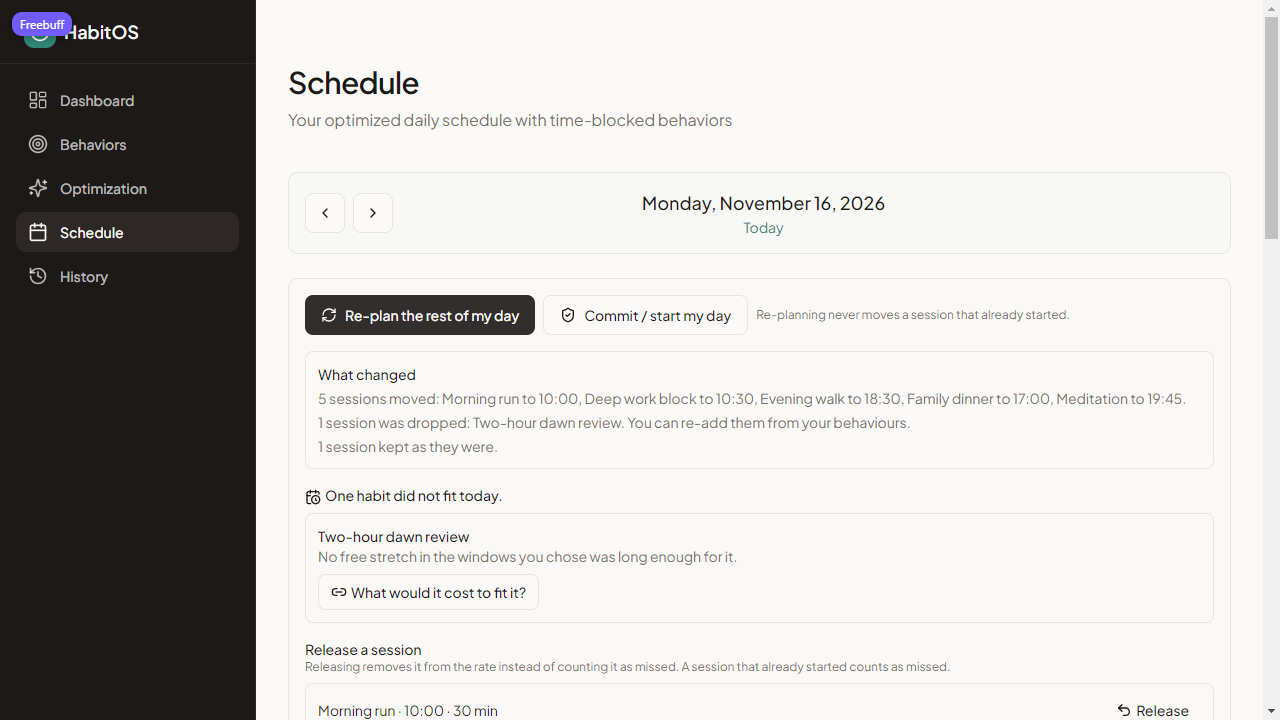 Freebuff
HabitOS
Dashboard
Behaviors
Optimization
Schedule
History
Schedule
Your optimized daily schedule with time-blocked behaviors
Monday, November 16, 2026
Today
Re-plan the rest of my day
Commit / start my day
Re-planning never moves a session that already started.
What changed
5 sessions moved: Morning run to 10:00, Deep work block to 10:30, Evening walk to 18:30, Family dinner to 17:00, Meditation to 19:45.
1 session was dropped: Two-hour dawn review. You can re-add them from your behaviours.
1 session kept as they were.
One habit did not fit today.
Two-hour dawn review
No free stretch in the windows you chose was long enough for it.
What would it cost to fit it?
Release a session
Releasing removes it from the rate instead of counting it as missed. A session that already started counts as missed.
Morning run · 10:00 · 30 min
Release